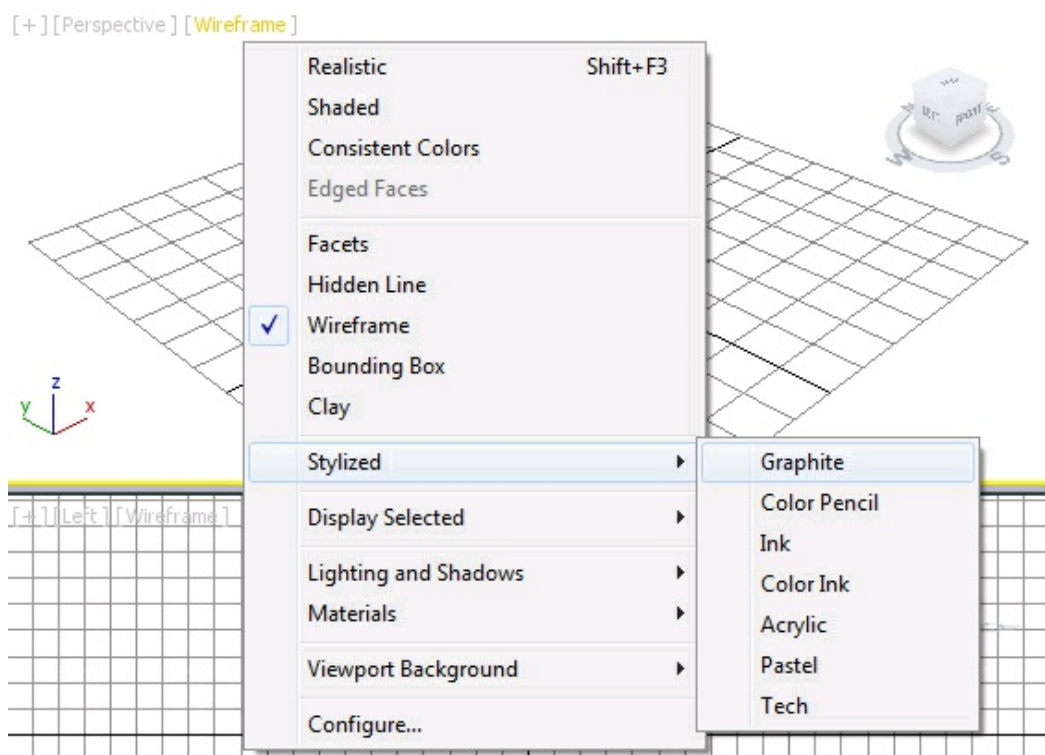 [+] [Perspective] [Wireframe]
Realistic Shift+F3
Shaded
Consistent Colors
Edged Faces
Facets
Hidden Line
Wireframe
Bounding Box
Clay
Stylized
Graphite
Color Pencil
Ink
Color Ink
Acrylic
Pastel
Tech
Display Selected
Lighting and Shadows
Materials
Viewport Background
Configure...
FRONT
W
S
z
y
x
[+] [Left] [Wireframe]